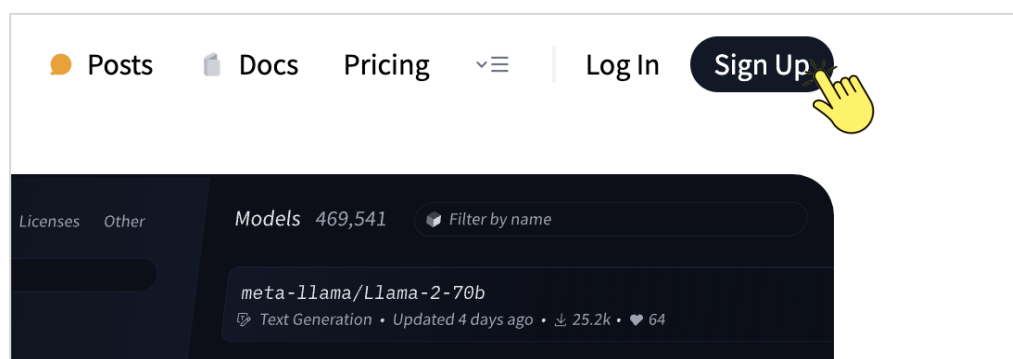 Posts Docs Pricing Log In Sign Up
Licenses Other
Models 469,541 Filter by name
meta-llama/Llama-2-70b
Text Generation • Updated 4 days ago • 25.2k • 64